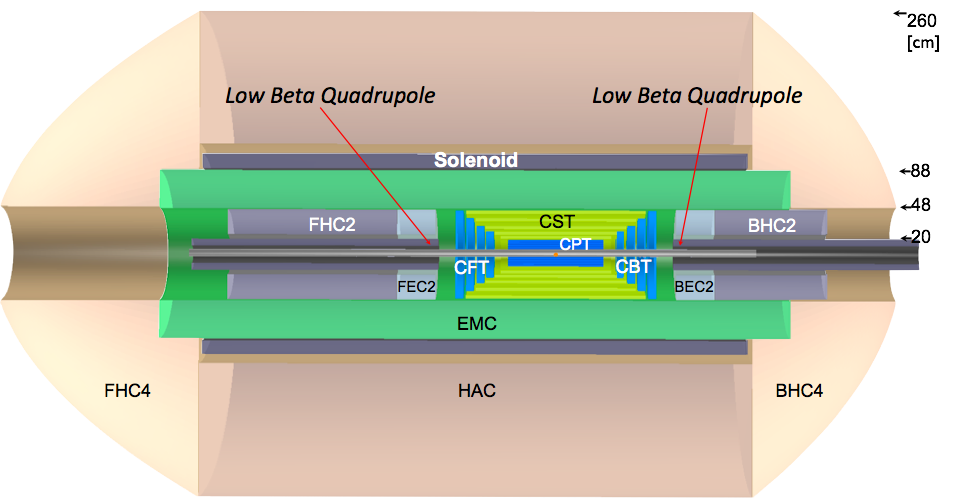 260
[cm]
Low Beta Quadrupole
Low Beta Quadrupole
Solenoid
88
48
FHC2
CST
BHC2
20
CPT
CFT
CBT
FEC2
BEC2
EMC
FHC4
HAC
BHC4